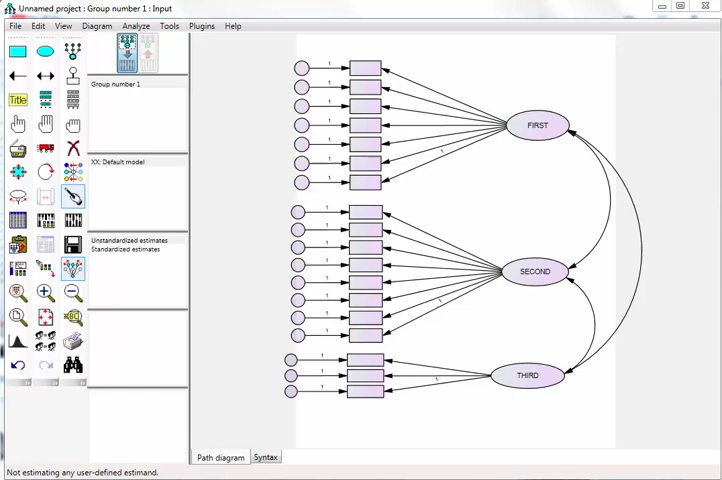 Unnamed project : Group number 1 : Input
File Edit View Diagram Analyze Tools Plugins Help
Title
Group number 1
XX: Default model
Unstandardized estimates
Standardized estimates
1
1
1
1
1
1
1
1
FIRST
1
1
1
1
1
1
1
1
1
SECOND
1
1
1
1
THIRD
Path diagram Syntax
Not estimating any user-defined estimand.